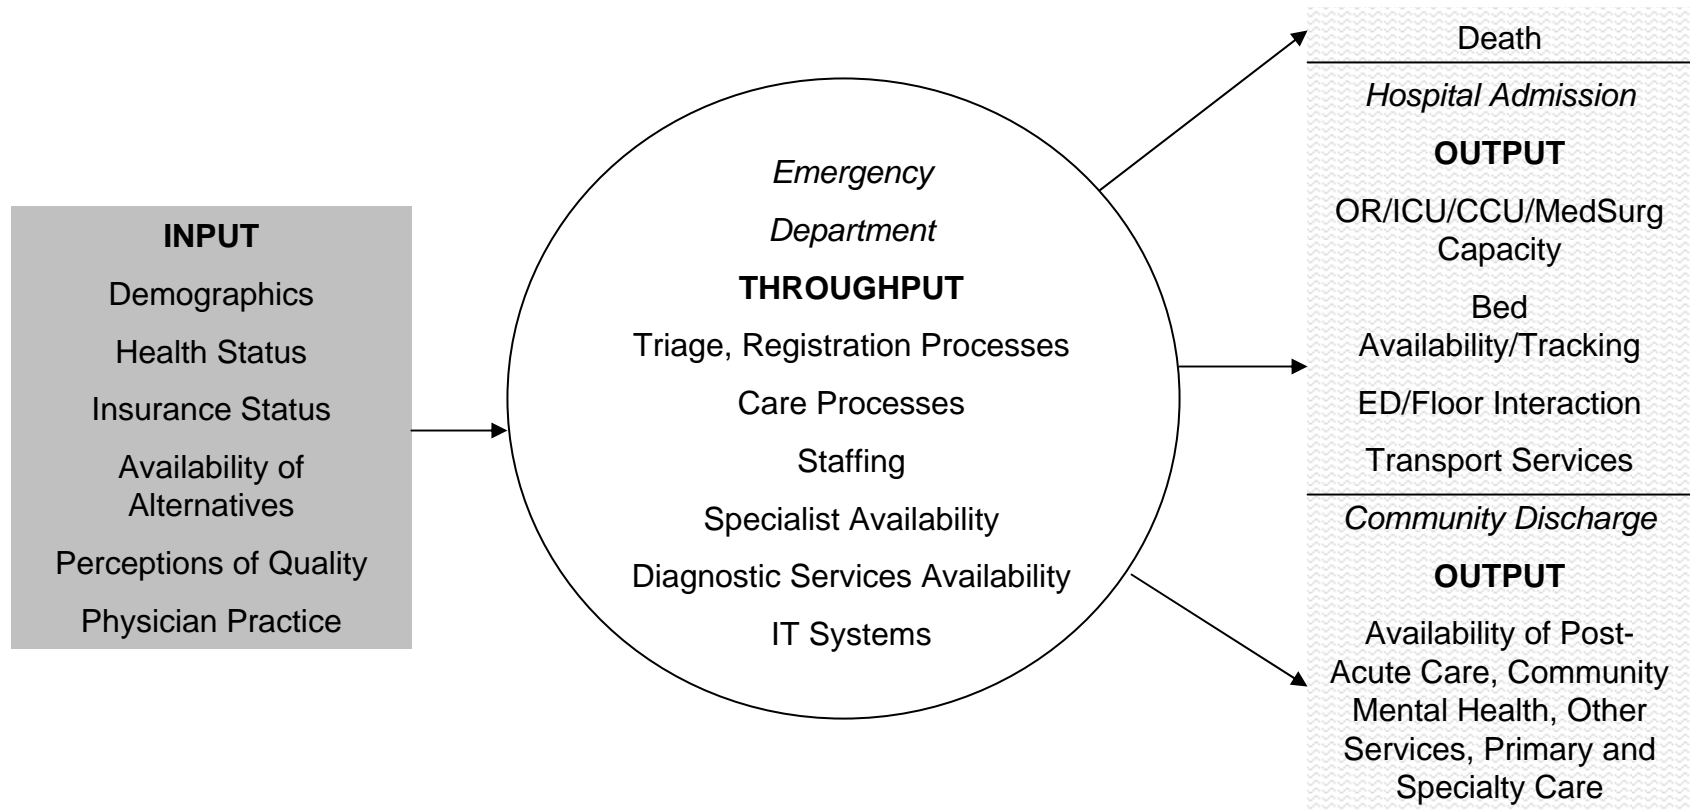 INPUT
Demographics
Health Status
Insurance Status
Availability of
Alternatives
Perceptions of Quality
Physician Practice
Emergency
Department
THROUGHPUT
Triage, Registration Processes
Care Processes
Staffing
Specialist Availability
Diagnostic Services Availability
IT Systems
Death
Hospital Admission
OUTPUT
OR/ICU/CCU/MedSurg
Capacity
Bed
Availability/Tracking
ED/Floor Interaction
Transport Services
Community Discharge
OUTPUT
Availability of Post-
Acute Care, Community
Mental Health, Other
Services, Primary and
Specialty Care